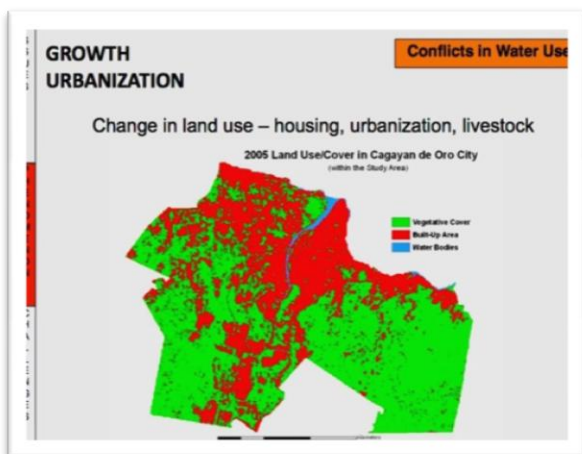 GROWTH
URBANIZATION
Conflicts in Water Use
Change in land use – housing, urbanization, livestock
2005 Land Use/Cover in Cagayan de Oro City
(within the Study Area)
Vegetative Cover
Built-Up Area
Water Bodies